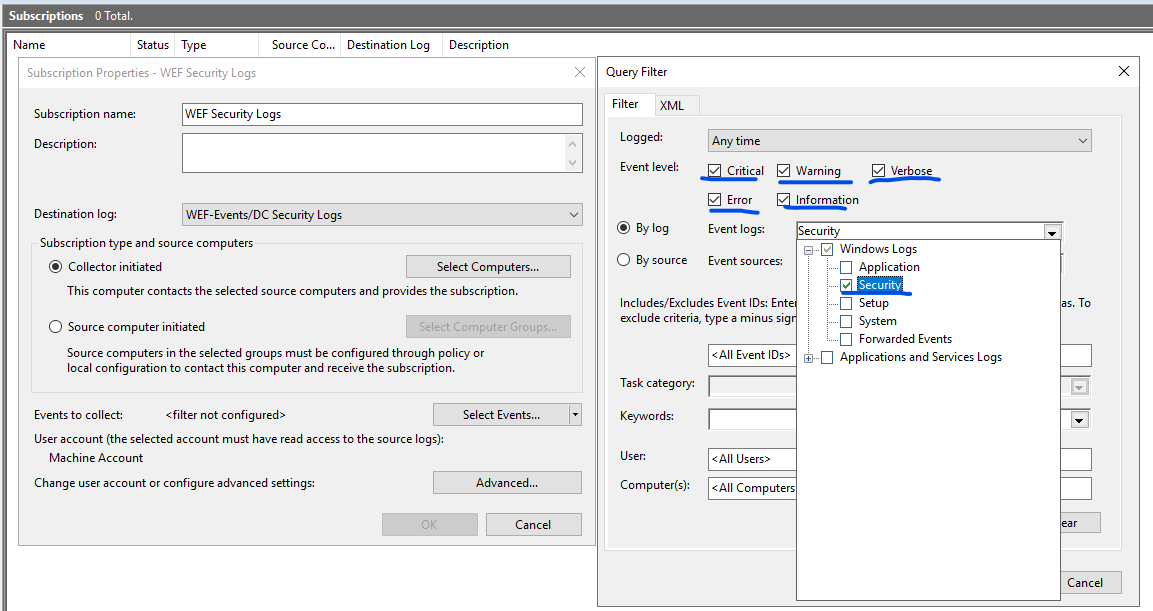 Subscriptions 0 Total.
Name Status Type Source Co... Destination Log Description
Subscription Properties - WEF Security Logs
Subscription name: WEF Security Logs
Description:
Destination log: WEF-Events/DC Security Logs
Subscription type and source computers
Collector initiated Select Computers...
This computer contacts the selected source computers and provides the subscription.
Source computer initiated Select Computer Groups...
Source computers in the selected groups must be configured through policy or
local configuration to contact this computer and receive the subscription.
Events to collect: <filter not configured> Select Events...
User account (the selected account must have read access to the source logs):
Machine Account
Change user account or configure advanced settings: Advanced...
OK Cancel
Query Filter
Filter XML
Logged: Any time
Event level: Critical Warning Verbose
Error Information
By log Event logs: Security
By source Event sources:
Windows Logs
Application
Security
Setup
System
Forwarded Events
Applications and Services Logs
Includes/Excludes Event IDs: Enter as. To
exclude criteria, type a minus sign
<All Event IDs>
Task category:
Keywords:
User: <All Users>
Computer(s): <All Computers
ear
Cancel